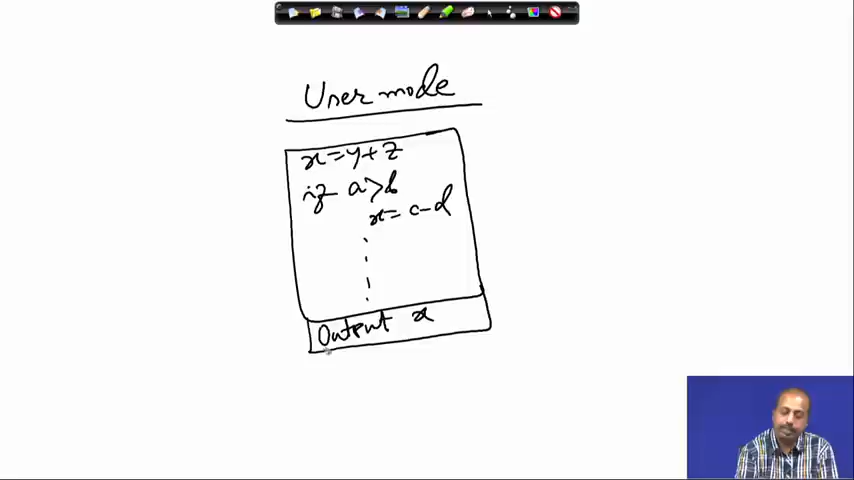 User mode
x=y+z
if a>b
x= c-d
Output x